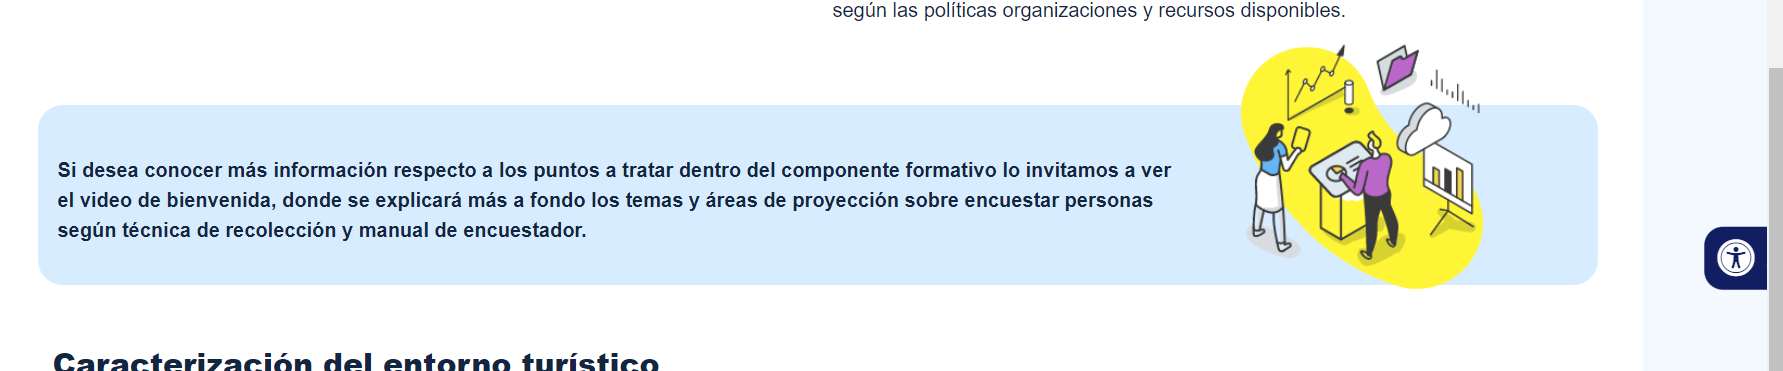 según las políticas organizaciones y recursos disponibles.
Si desea conocer más información respecto a los puntos a tratar dentro del componente formativo lo invitamos a ver
el video de bienvenida, donde se explicará más a fondo los temas y áreas de proyección sobre encuestar personas
según técnica de recolección y manual de encuestador.
Caracterización del entorno turístico